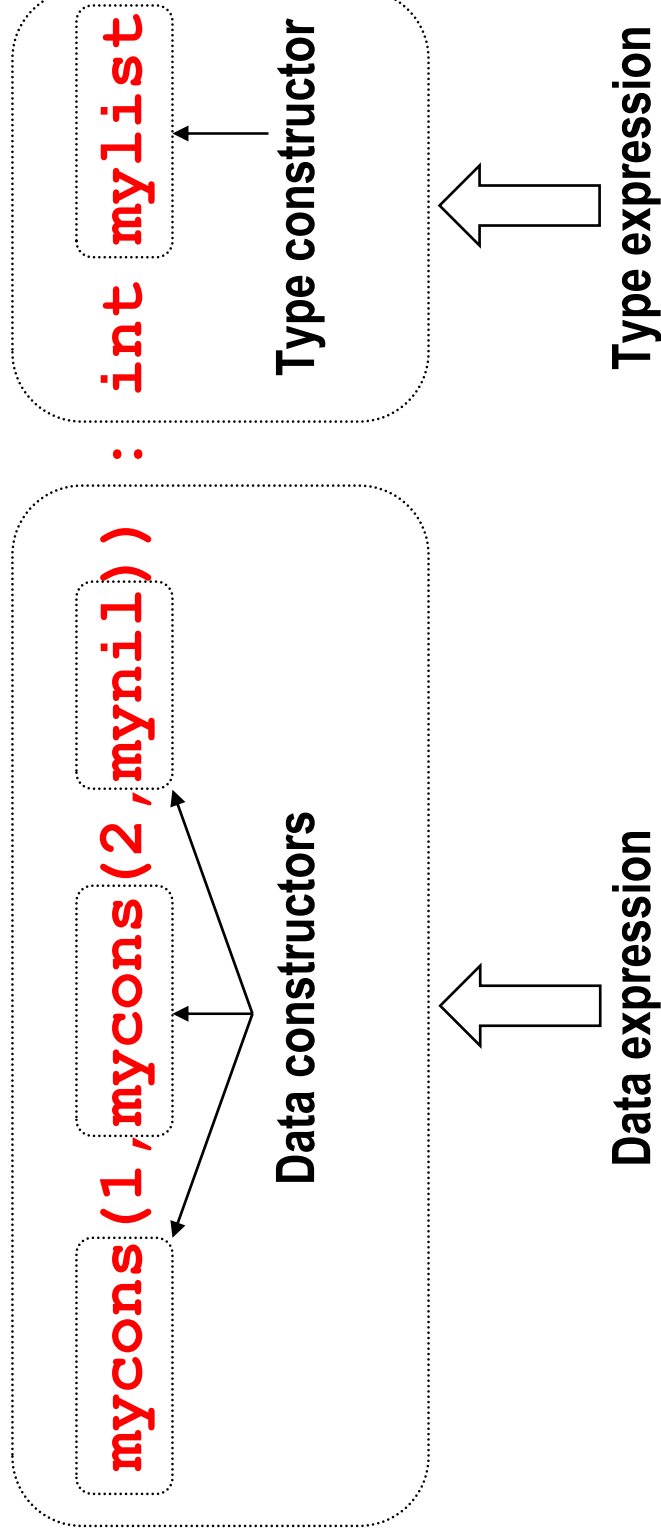 mycons(1,mycons(2,mynil)) : int mylist
Data constructors
Type constructor
Data expression
Type expression